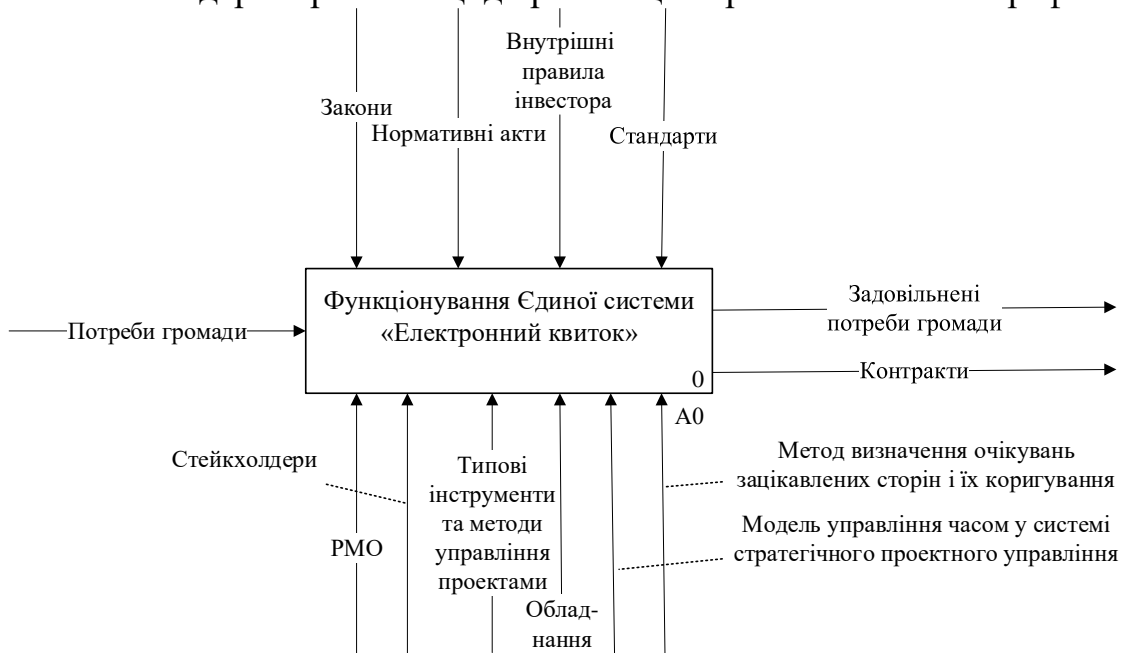 Внутрішні
правила
інвестора
Закони
Нормативні акти
Стандарти
Функціонування Єдиної системи
«Електронний квиток»
0
A0
Потреби громади
Задовільнені
потреби громади
Контракти
Стейкхолдери
РМО
Типові
інструменти
та методи
управління
проектами
Облад-
нання
Метод визначення очікувань
зацікавлених сторін і їх коригування
Модель управління часом у системі
стратегічного проектного управління